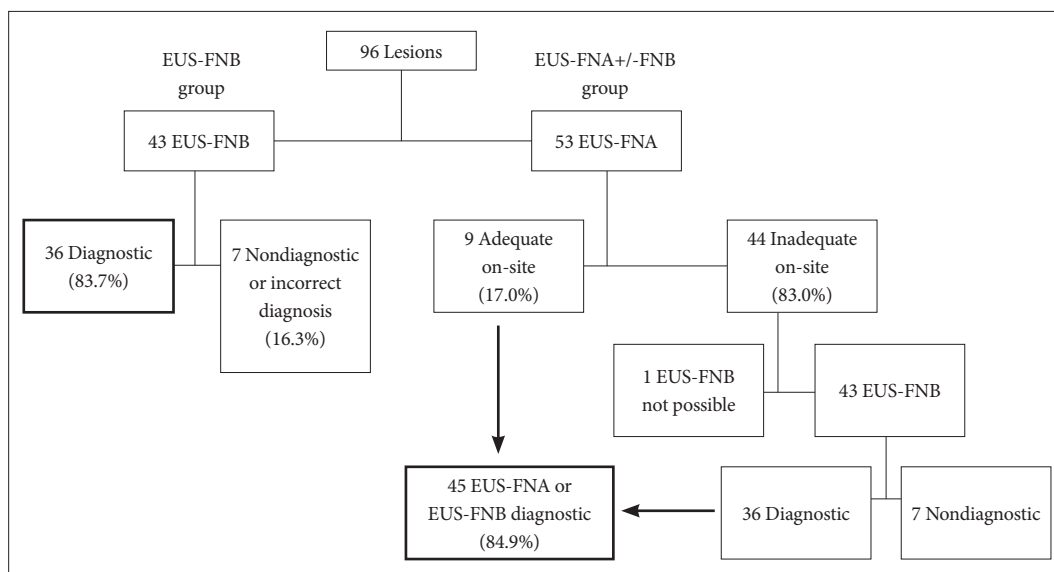 96 Lesions
EUS-FNB
group
EUS-FNA+/-FNB
group
43 EUS-FNB
53 EUS-FNA
36 Diagnostic
(83.7%)
7 Nondiagnostic
or incorrect
diagnosis
(16.3%)
9 Adequate
on-site
(17.0%)
44 Inadequate
on-site
(83.0%)
1 EUS-FNB
not possible
43 EUS-FNB
45 EUS-FNA or
EUS-FNB diagnostic
(84.9%)
36 Diagnostic
7 Nondiagnostic